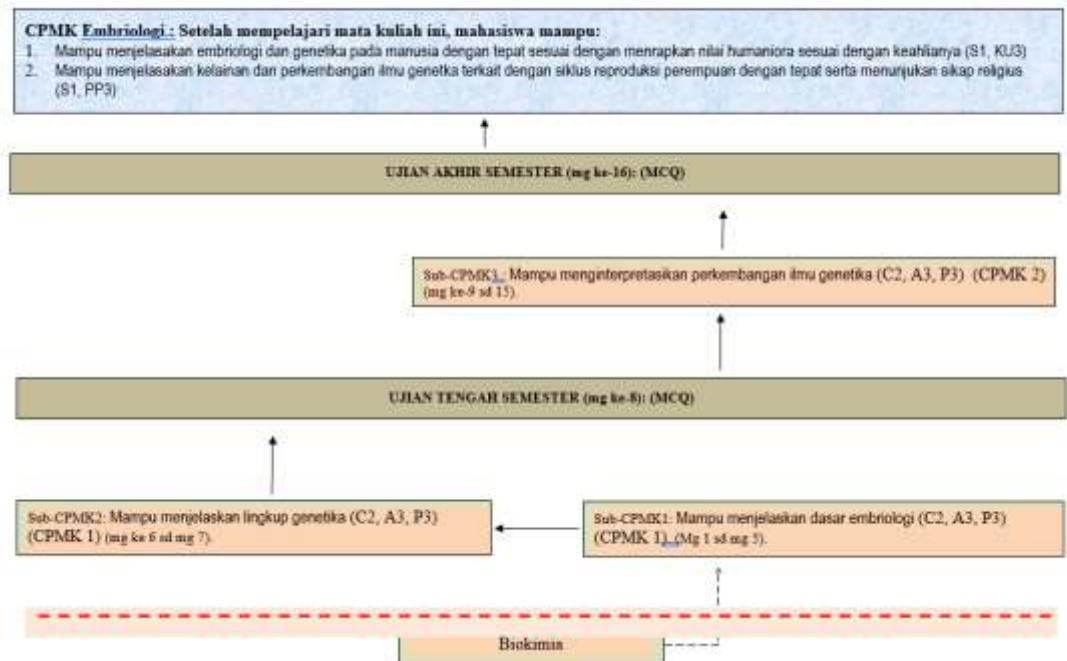 CPMK Embriologi : Setelah mempelajari mata kuliah ini, mahasiswa mampu:
1. Mampu menjelasakan embriologi dan genetika pada manusia dengan tepat sesuai dengan menrapkan nilai humaniora sesuai dengan keahlianya (S1, KU3)
2. Mampu menjelasakan kelainan dan perkembangan ilmu genetka terkait dengan siklus reproduksi perempuan dengan tepat serta menunjukan sikap religius
(S1, PP3)
UJIAN AKHIR SEMESTER (mg ke-16): (MCQ)
Sub-CPMK3 : Mampu menginterpretasikan perkembangan ilmu genetika (C2, A3, P3) (CPMK 2)
(mg ke-9 sd 15).
UJIAN TENGAH SEMESTER (mg ke-8): (MCQ)
Sub-CPMK2: Mampu menjelaskan lingkup genetika (C2, A3, P3)
(CPMK 1) (mg ke 6 sd mg 7).
Sub-CPMK1: Mampu menjelaskan dasar embriologi (C2, A3, P3)
(CPMK 1) (Mg 1 sd mg 5).
Biokimia